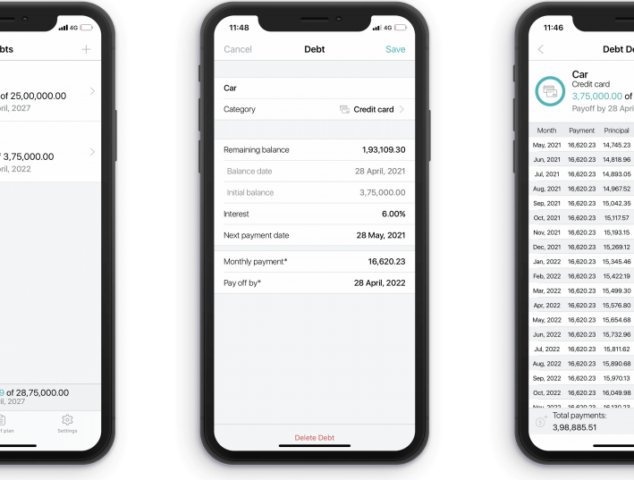 4G
bts
+
of 25,00,000.00
ril, 2027
3,75,000.00
ril, 2022
of 28,75,000.00
il, 2027
plan
Settings
11:48
4G
Cancel
Debt
Save
Car
Category
Credit card
Remaining balance
1,93,109.30
Balance date
28 April, 2021
Initial balance
3,75,000.00
Interest
6.00%
Next payment date
28 May, 2021
Monthly payment*
16,620.23
Pay off by*
28 April, 2022
Delete Debt
11:46
Debt De
Car
Credit card
3,75,000.00 of
Payoff by 28 Apri
Month Payment Principal
May, 2021 16,620.23 14,745.23
Jun, 2021 16,620.23 14,818.96
Jul, 2021 16,620.23 14,893.05
Aug, 2021 16,620.23 14,967.52
Sep, 2021 16,620.23 15,042.35
Oct, 2021 16,620.23 15,117.57
Nov, 2021 16,620.23 15,193.15
Dec, 2021 16,620.23 15,269.12
Jan, 2022 16,620.23 15,345.46
Feb, 2022 16,620.23 15,422.19
Mar, 2022 16,620.23 15,499.30
Apr, 2022 16,620.23 15,576.80
May, 2022 16,620.23 15,654.68
Jun, 2022 16,620.23 15,732.96
Jul, 2022 16,620.23 15,811.62
Aug, 2022 16,620.23 15,890.68
Sep, 2022 16,620.23 15,970.13
Oct, 2022 16,620.23 16,049.98
Total payments:
3,98,885.51